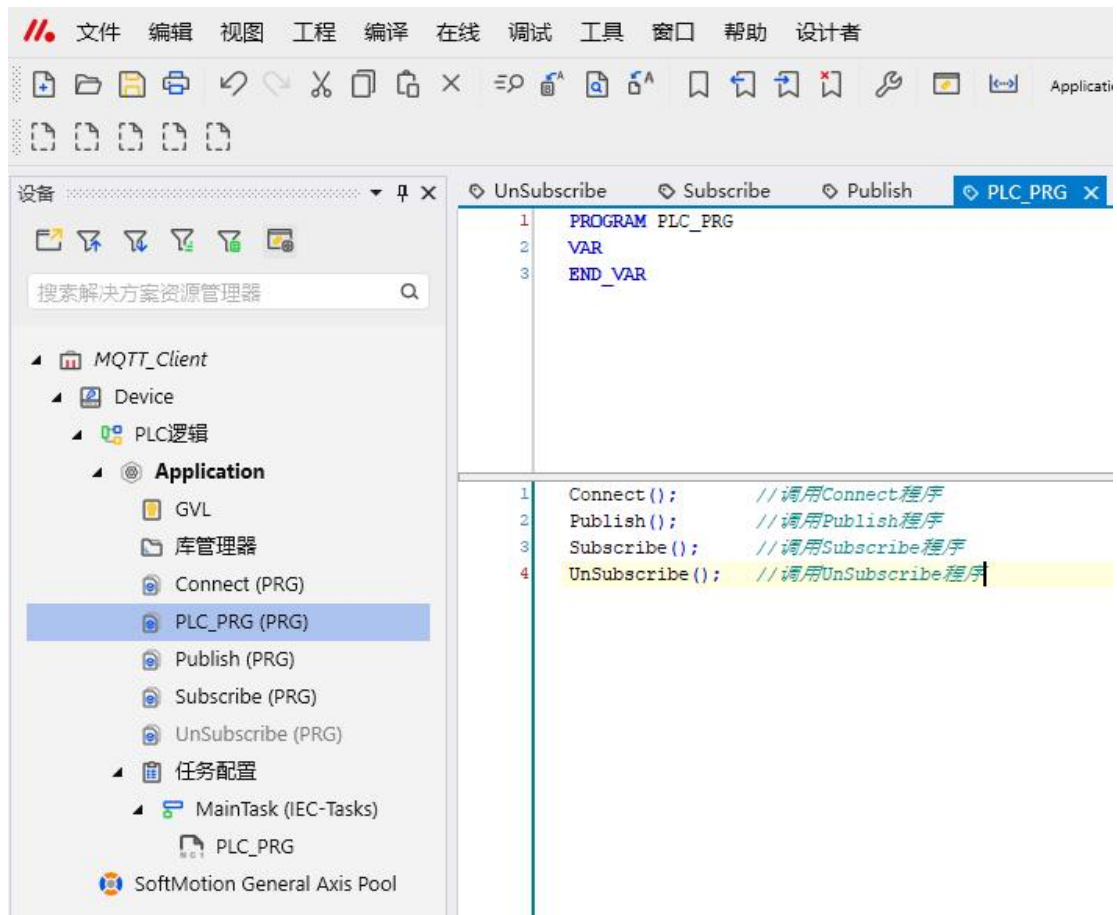 文件 编辑 视图 工程 编译 在线 调试 工具 窗口 帮助 设计者
Applicati
设备
UnSubscribe Subscribe Publish PLC_PRG
搜索解决方案资源管理器
MQTT_Client
Device
PLC逻辑
Application
GVL
库管理器
Connect (PRG)
PLC_PRG (PRG)
Publish (PRG)
Subscribe (PRG)
UnSubscribe (PRG)
任务配置
MainTask (IEC-Tasks)
PLC_PRG
SoftMotion General Axis Pool
1 PROGRAM PLC_PRG
2 VAR
3 END_VAR
1 Connect(); //调用Connect程序
2 Publish(); //调用Publish程序
3 Subscribe(); //调用Subscribe程序
4 UnSubscribe(); //调用UnSubscribe程序